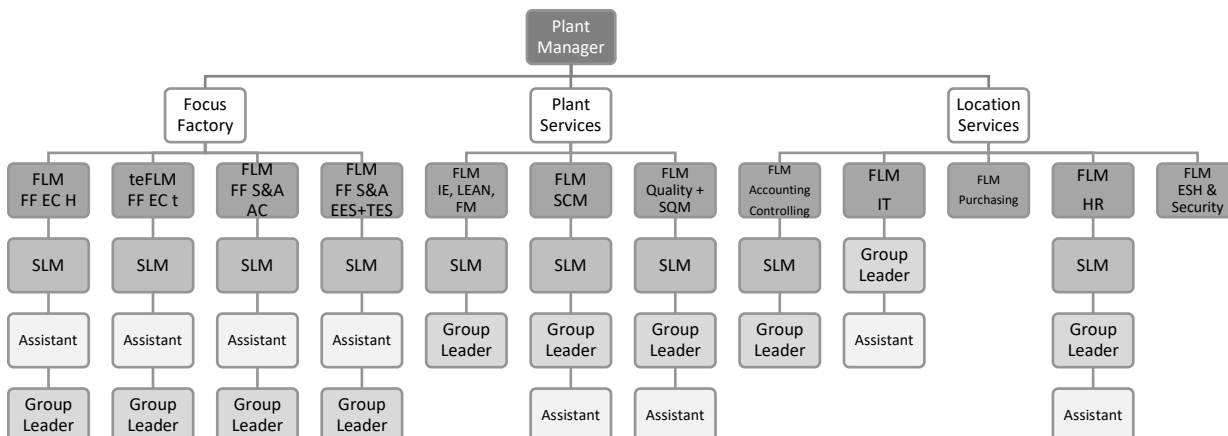 Plant
Manager
Focus
Factory
Plant
Services
Location
Services
FLM
FF EC H
teFLM
FF EC t
FLM
FF S&A
AC
FLM
FF S&A
EES+TES
FLM
IE, LEAN,
FM
FLM
SCM
FLM
Quality +
SQM
FLM
Accounting
Controlling
FLM
IT
FLM
Purchasing
FLM
HR
FLM
ESH &
Security
SLM
SLM
SLM
SLM
SLM
SLM
SLM
SLM
Group
Leader
SLM
Assistant
Assistant
Assistant
Assistant
Group
Leader
Group
Leader
Group
Leader
Group
Leader
Assistant
Group
Leader
Group
Leader
Group
Leader
Group
Leader
Group
Leader
Assistant
Assistant
Assistant